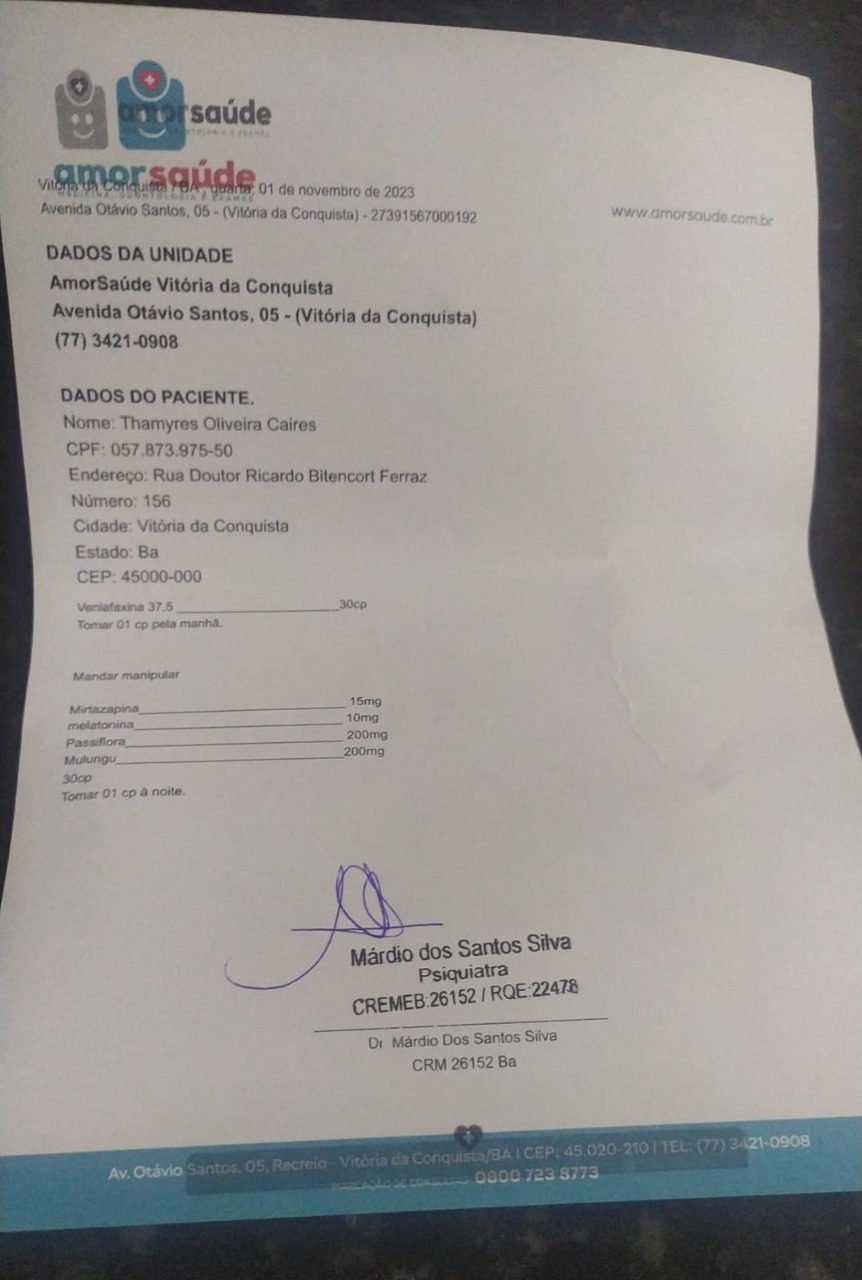 amorsaúde
amorsaúde
MEDICINA, ODONTOLOGIA E EXAMES
Vitória da Conquista / BA, quarta, 01 de novembro de 2023
Avenida Otávio Santos, 05 - (Vitória da Conquista) - 27391567000192
www.amorsaude.com.br
DADOS DA UNIDADE
AmorSaúde Vitória da Conquista
Avenida Otávio Santos, 05 - (Vitória da Conquista)
(77) 3421-0908
DADOS DO PACIENTE.
Nome: Thamyres Oliveira Caires
CPF: 057.873.975-50
Endereço: Rua Doutor Ricardo Bitencort Ferraz
Número: 156
Cidade: Vitória da Conquista
Estado: Ba
CEP: 45000-000
Venlafaxina 37,5 ____________________30cp
Tomar 01 cp pela manhã.
Mandar manipular
Mirtazapina____________________ 15mg
melatonina____________________ 10mg
Passiflora____________________ 200mg
Mulungu____________________200mg
30cp
Tomar 01 cp à noite.
Márdio dos Santos Silva
Psiquiatra
CREMEB:26152 / RQE:22478
Dr Márdio Dos Santos Silva
CRM 26152 Ba
Av. Otávio Santos, 05, Recreio - Vitória da Conquista/BA | CEP: 45.020-210 | TEL: (77) 3421-0908
MARCAÇÃO DE CONSULTAS 0800 723 8773